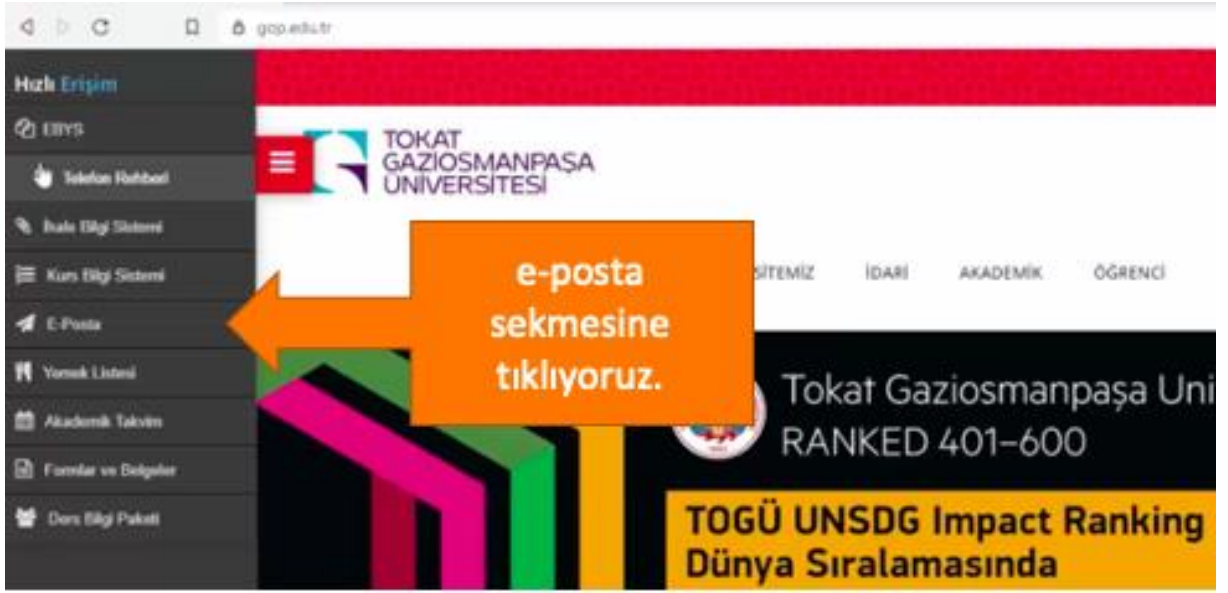 gop.edu.tr
Hızlı Erişim
EBYS
Telefon Rehberi
İhale Bilgi Sistemi
Kurs Bilgi Sistemi
E-Posta
Yemek Listesi
Akademik Takvim
Formlar ve Belgeler
Ders Bilgi Paketi
TOKAT
GAZİOSMANPAŞA
ÜNİVERSİTESİ
SİTEMİZ İDARİ AKADEMİK ÖĞRENCİ
e-posta
sekmesine
tıklıyoruz.
Tokat Gaziosmanpaşa Uni
RANKED 401–600
TOGÜ UNSDG Impact Ranking
Dünya Sıralamasında